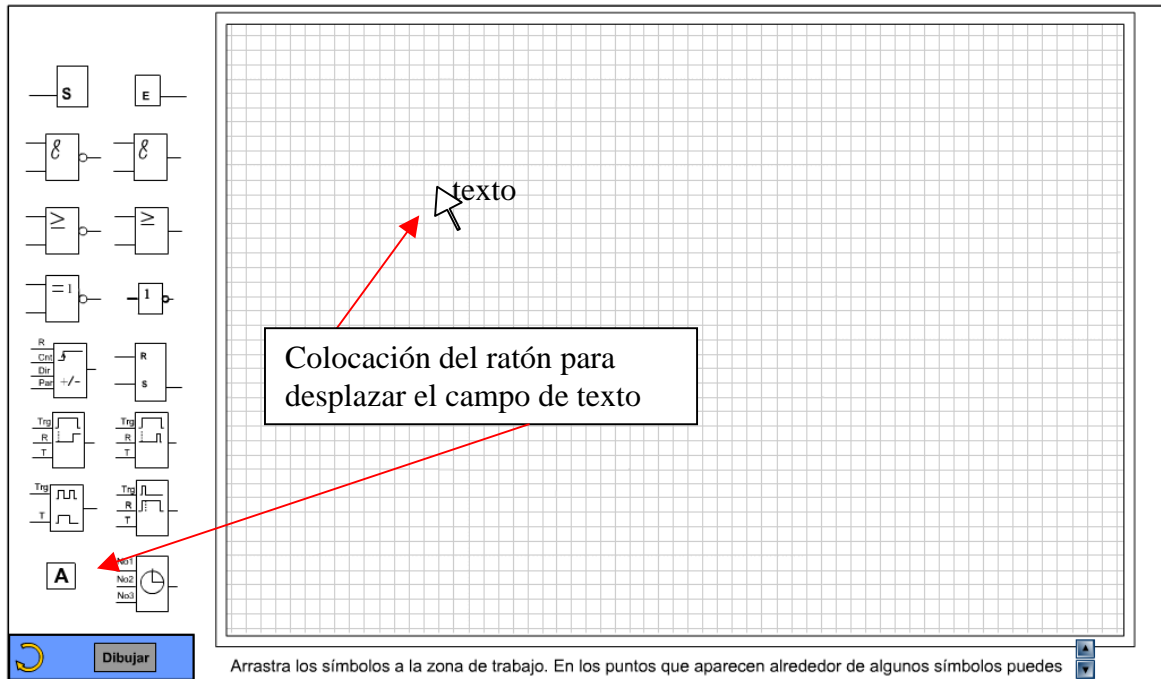 S
E
&
&
≥
≥
=1
1
R
Cnt
Dir
Par
+/-
R
S
Trg
R
T
Trg
R
T
Trg
T
Trg
R
T
A
No1
No2
No3
Dibujar
texto
Colocación del ratón para
desplazar el campo de texto
Arrastra los símbolos a la zona de trabajo. En los puntos que aparecen alrededor de algunos símbolos puedes